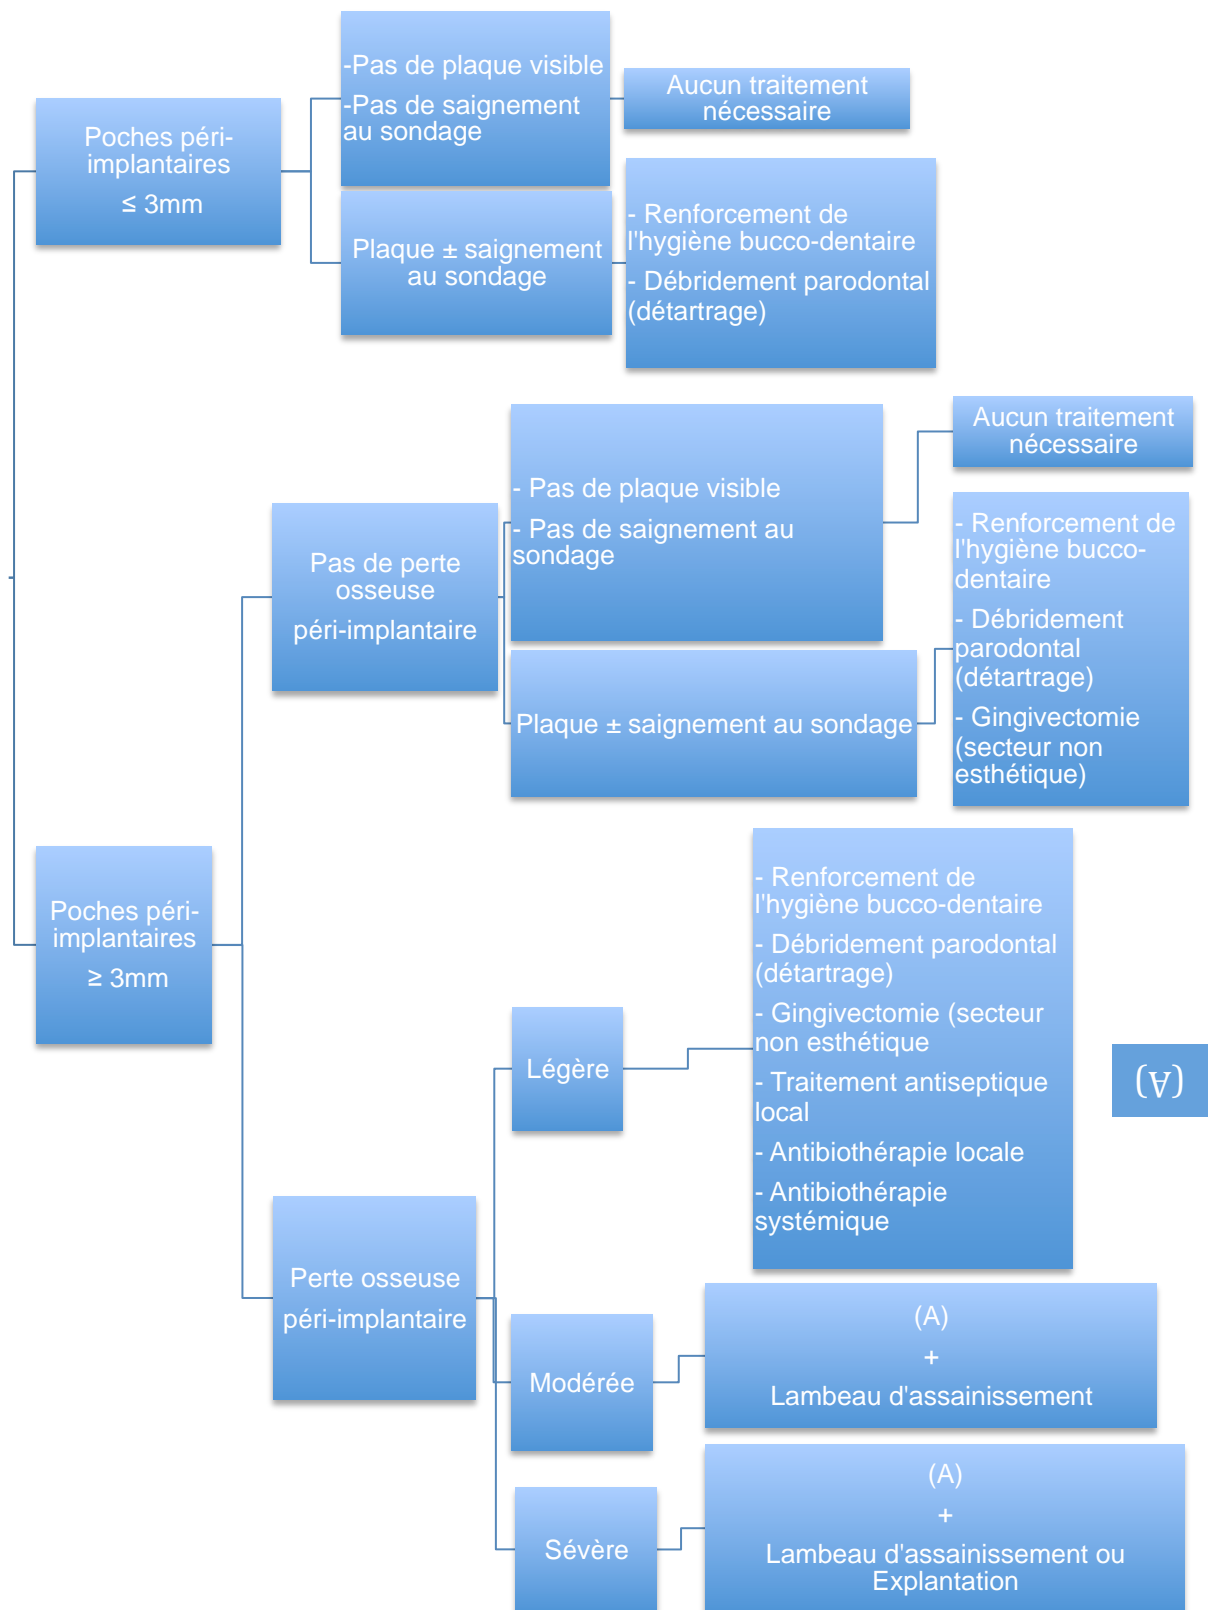 Poches péri-
implantaires
≤ 3mm
-Pas de plaque visible
-Pas de saignement
au sondage
Aucun traitement
nécessaire
Plaque ± saignement
au sondage
- Renforcement de
l'hygiène bucco-dentaire
- Débridement parodontal
(détartrage)
Poches péri-
implantaires
≥ 3mm
Pas de perte
osseuse
péri-implantaire
- Pas de plaque visible
- Pas de saignement au
sondage
Aucun traitement
nécessaire
Plaque ± saignement au sondage
- Renforcement de
l'hygiène bucco-
dentaire
- Débridement
parodontal
(détartrage)
- Gingivectomie
(secteur non
esthétique)
Perte osseuse
péri-implantaire
Légère
- Renforcement de
l'hygiène bucco-dentaire
- Débridement parodontal
(détartrage)
- Gingivectomie (secteur
non esthétique
- Traitement antiseptique
local
- Antibiothérapie locale
- Antibiothérapie
systémique
(A)
Modérée
(A)
+
Lambeau d'assainissement
Sévère
(A)
+
Lambeau d'assainissement ou
Explantation